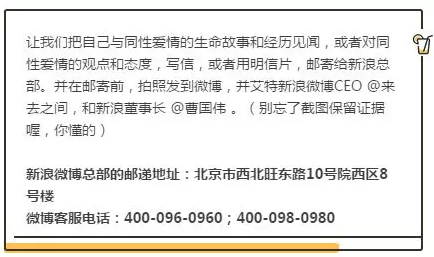 让我们把自己与同性爱情的生命故事和经历见闻，或者对同
性爱情的观点和态度，写信，或者用明信片，邮寄给新浪总
部。并在邮寄前，拍照发到微博，并艾特新浪微博CEO @来
去之间，和新浪董事长 @曹国伟 。（别忘了截图保留证据
喔，你懂的）
新浪微博总部的邮递地址：北京市西北旺东路10号院西区8
号楼
微博客服电话：400-096-0960；400-098-0980